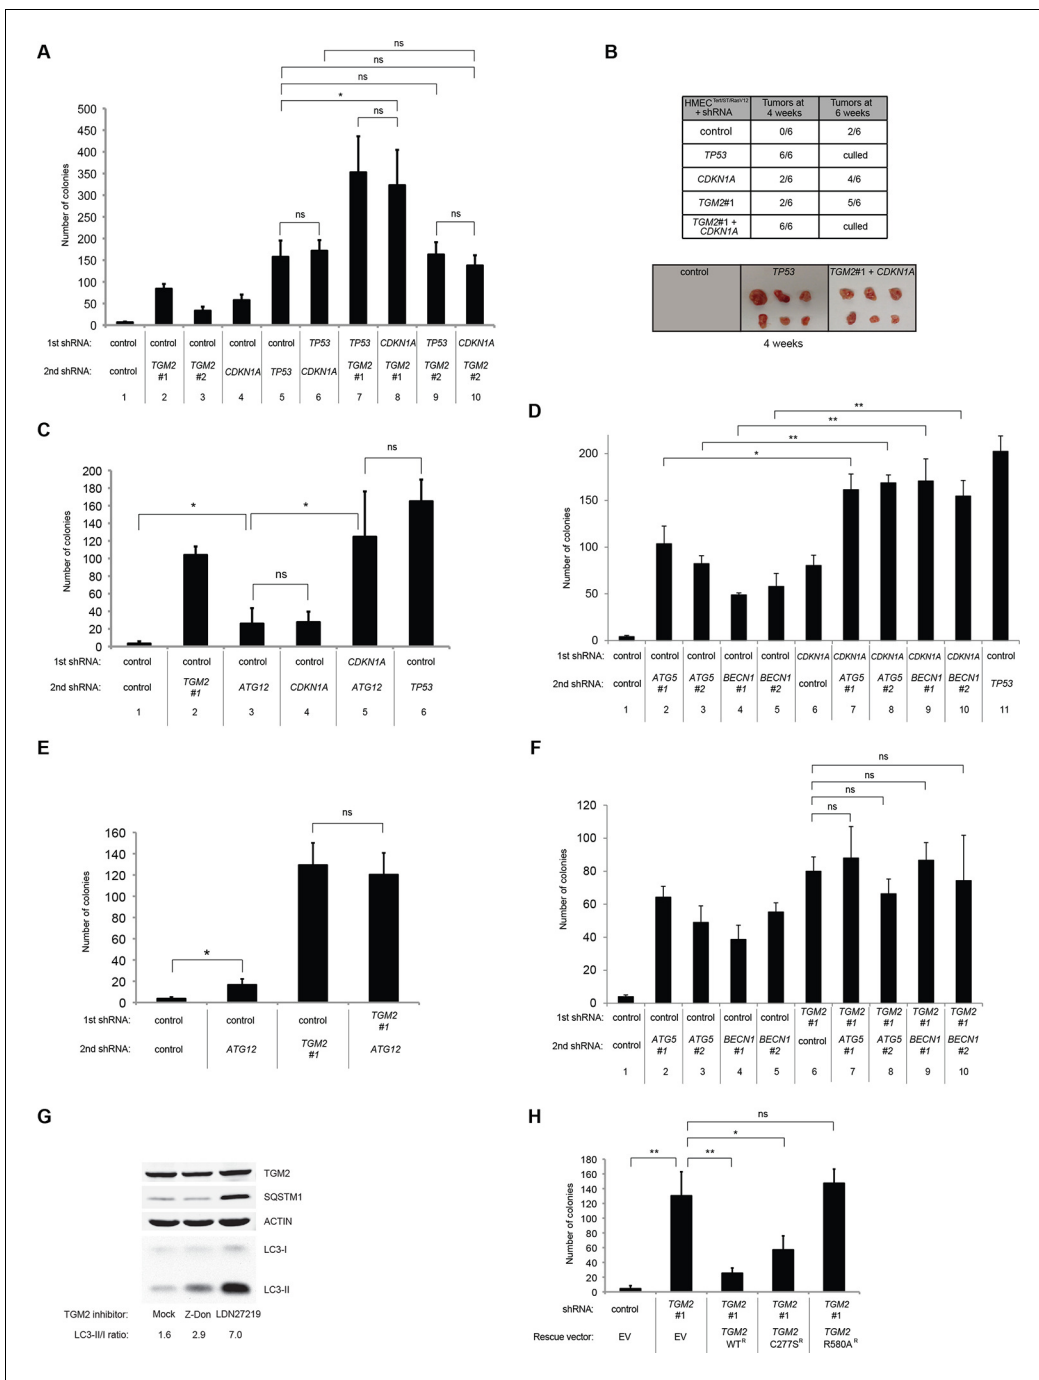 A
ns
ns
ns
*
ns
ns
ns
Number of colonies
500
450
400
350
300
250
200
150
100
50
0
1st shRNA: control control control control control TP53 TP53 CDKN1A TP53 CDKN1A
2nd shRNA: control TGM2 #1 TGM2 #2 CDKN1A TP53 CDKN1A TGM2 #1 TGM2 #1 TGM2 #2 TGM2 #2
1 2 3 4 5 6 7 8 9 10
B
HMEC Tert/ST/RasV12 + shRNA Tumors at 4 weeks Tumors at 6 weeks
control 0/6 2/6
TP53 6/6 culled
CDKN1A 2/6 4/6
TGM2#1 2/6 5/6
TGM2#1 + CDKN1A 6/6 culled
control TP53 TGM2#1 + CDKN1A
4 weeks
C
ns
*
*
ns
Number of colonies
200
180
160
140
120
100
80
60
40
20
0
1st shRNA: control control control control CDKN1A control
2nd shRNA: control TGM2 #1 ATG12 CDKN1A ATG12 TP53
1 2 3 4 5 6
D
**
**
**
*
Number of colonies
200
150
100
50
0
1st shRNA: control control control control control CDKN1A CDKN1A CDKN1A CDKN1A CDKN1A control
2nd shRNA: control ATG5 #1 ATG5 #2 BECN1 #1 BECN1 #2 control ATG5 #1 ATG5 #2 BECN1 #1 BECN1 #2 TP53
1 2 3 4 5 6 7 8 9 10 11
E
ns
*
Number of colonies
160
140
120
100
80
60
40
20
0
1st shRNA: control control control TGM2 #1
2nd shRNA: control ATG12 TGM2 #1 ATG12
F
ns
ns
ns
ns
Number of colonies
120
100
80
60
40
20
0
1st shRNA: control control control control control TGM2 #1 TGM2 #1 TGM2 #1 TGM2 #1 TGM2 #1
2nd shRNA: control ATG5 #1 ATG5 #2 BECN1 #1 BECN1 #2 control ATG5 #1 ATG5 #2 BECN1 #1 BECN1 #2
1 2 3 4 5 6 7 8 9 10
G
TGM2
SQSTM1
ACTIN
LC3-I
LC3-II
TGM2 inhibitor: Mock Z-Don LDN27219
LC3-II/I ratio: 1.6 2.9 7.0
H
ns
*
**
**
Number of colonies
180
160
140
120
100
80
60
40
20
0
shRNA: control TGM2 #1 TGM2 #1 TGM2 #1 TGM2 #1
Rescue vector: EV EV TGM2 WT R TGM2 C277S R TGM2 R580A R